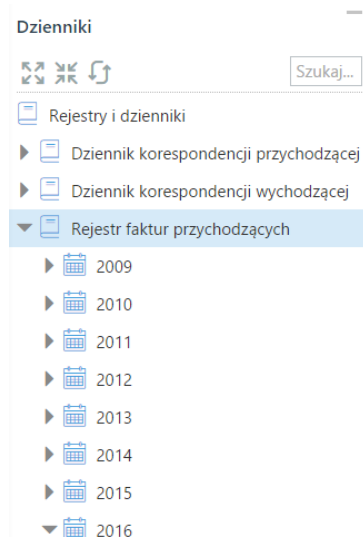 Dzienniki
Szukaj...
Rejestry i dzienniki
Dziennik korespondencji przychodzącej
Dziennik korespondencji wychodzącej
Rejestr faktur przychodzących
2009
2010
2011
2012
2013
2014
2015
2016